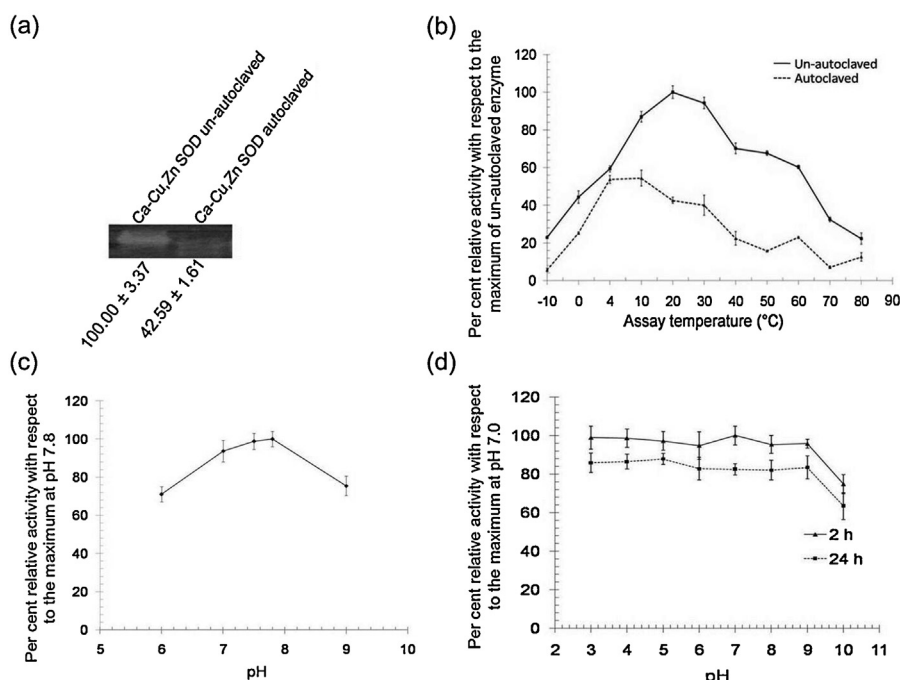 (a)
Ca-Cu,Zn SOD un-autoclaved
Ca-Cu,Zn SOD autoclaved
100.00 ± 3.37
42.59 ± 1.61
(b)
Per cent relative activity with respect to the
maximum of un-autoclaved enzyme
120
100
80
60
40
20
0
-10 0 4 10 20 30 40 50 60 70 80 90
Assay temperature (°C)
Un-autoclaved
Autoclaved
(c)
Per cent relative activity with respect
to the maximum at pH 7.8
120
100
80
60
40
20
0
5 6 7 8 9 10
pH
(d)
Per cent relative activity with respect
to the maximum at pH 7.0
120
100
80
60
40
20
0
2 3 4 5 6 7 8 9 10 11
pH
2 h
24 h